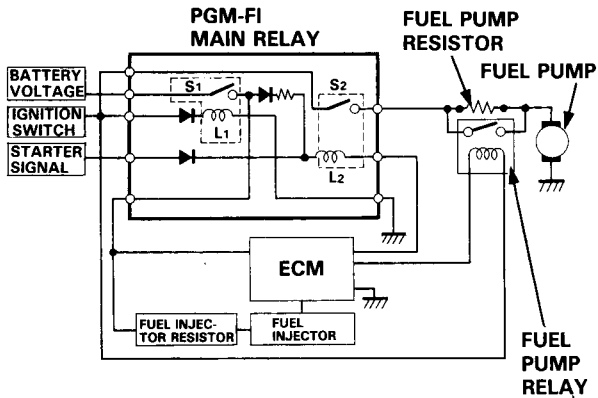 PGM-FI
MAIN RELAY
FUEL PUMP
RESISTOR
FUEL PUMP
BATTERY
VOLTAGE
IGNITION
SWITCH
STARTER
SIGNAL
S1
S2
L1
L2
ECM
FUEL INJEC-
TOR RESISTOR
FUEL
INJECTOR
FUEL
PUMP
RELAY